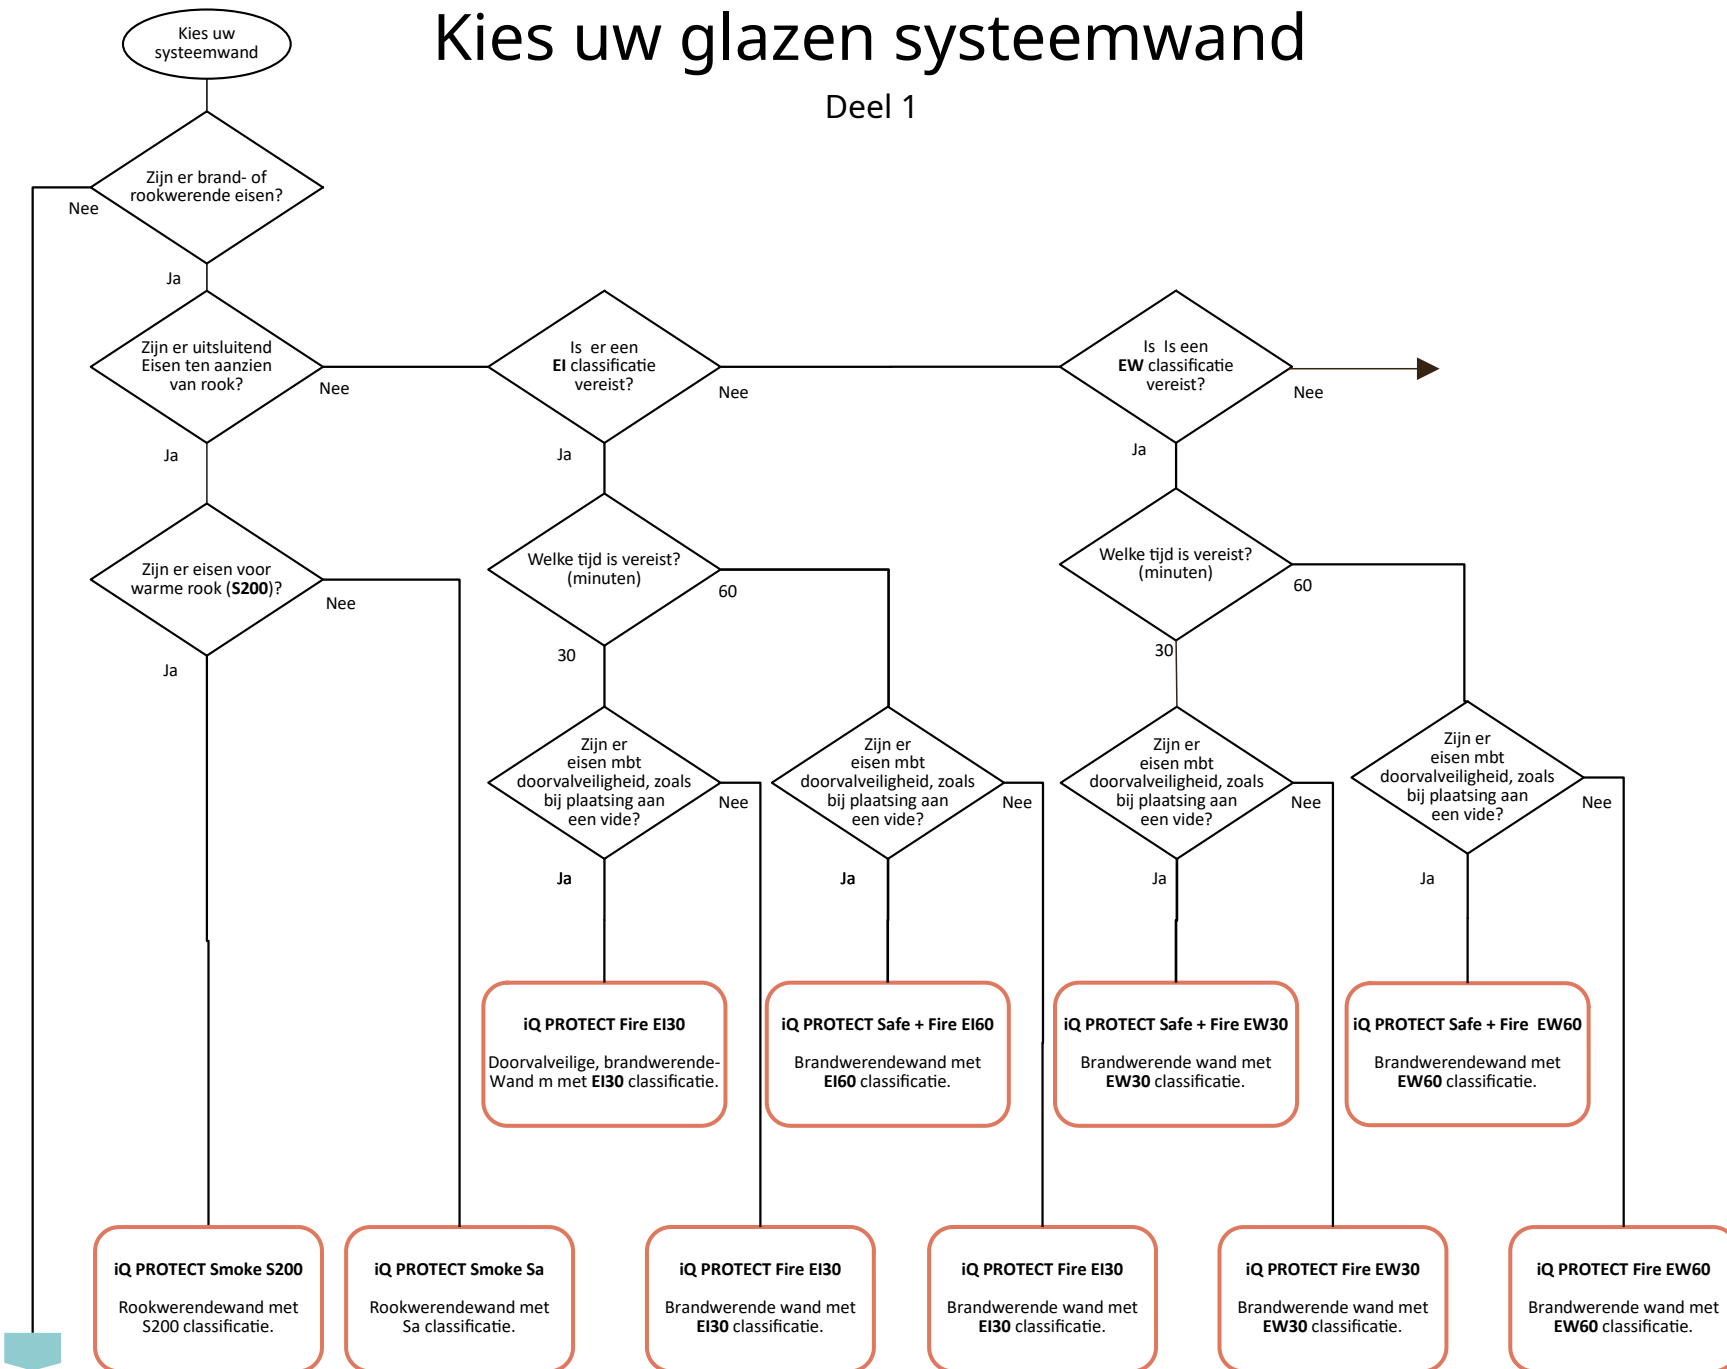 Kies uw glazen systeemwand
Deel 1
Kies uw
systeemwand
Zijn er brand- of
rookwerende eisen?
Nee
Ja
Zijn er uitsluitend
Eisen ten aanzien
van rook?
Nee
Ja
Is er een
EI classificatie
vereist?
Nee
Ja
Is Is een
EW classificatie
vereist?
Nee
Ja
Zijn er eisen voor
warme rook (S200)?
Nee
Ja
Welke tijd is vereist?
(minuten)
60
30
Welke tijd is vereist?
(minuten)
60
30
Zijn er
eisen mbt
doorvalveiligheid, zoals
bij plaatsing aan
een vide?
Nee
Ja
Zijn er
eisen mbt
doorvalveiligheid, zoals
bij plaatsing aan
een vide?
Nee
Ja
Zijn er
eisen mbt
doorvalveiligheid, zoals
bij plaatsing aan
een vide?
Nee
Ja
Zijn er
eisen mbt
doorvalveiligheid, zoals
bij plaatsing aan
een vide?
Nee
Ja
iQ PROTECT Fire EI30
Doorvalveilige, brandwerende-
Wand m met EI30 classificatie.
iQ PROTECT Safe + Fire EI60
Brandwerendewand met
EI60 classificatie.
iQ PROTECT Safe + Fire EW30
Brandwerende wand met
EW30 classificatie.
iQ PROTECT Safe + Fire EW60
Brandwerendewand met
EW60 classificatie.
iQ PROTECT Smoke S200
Rookwerendewand met
S200 classificatie.
iQ PROTECT Smoke Sa
Rookwerendewand met
Sa classificatie.
iQ PROTECT Fire EI30
Brandwerende wand met
EI30 classificatie.
iQ PROTECT Fire EI30
Brandwerende wand met
EI30 classificatie.
iQ PROTECT Fire EW30
Brandwerende wand met
EW30 classificatie.
iQ PROTECT Fire EW60
Brandwerende wand met
EW60 classificatie.